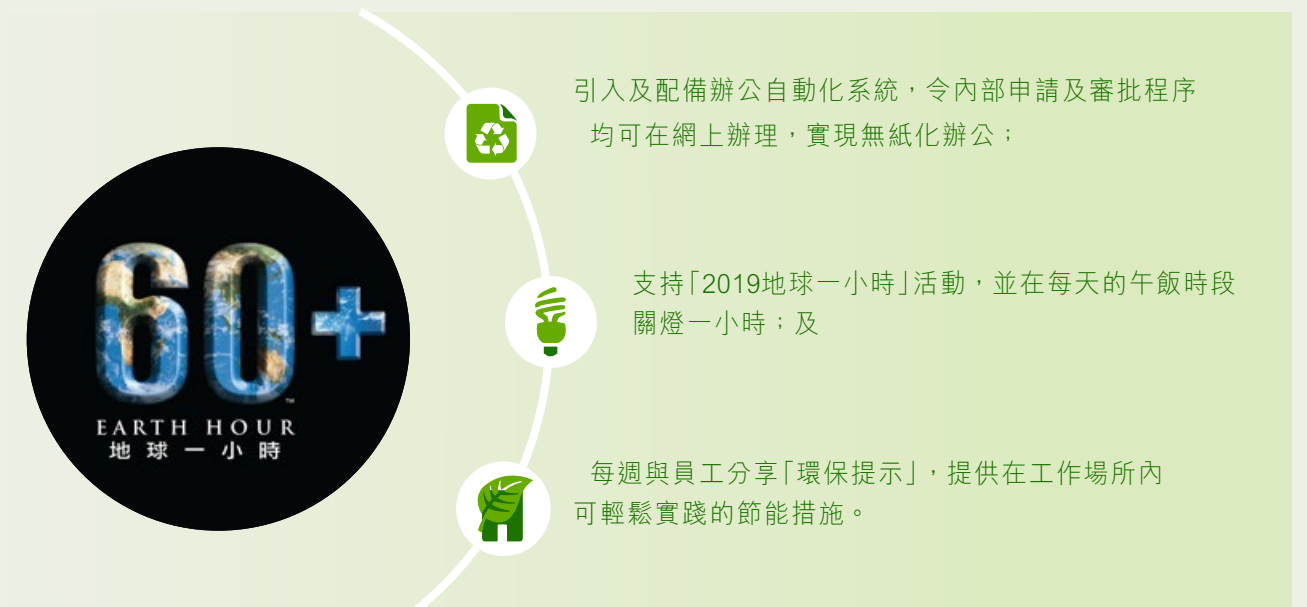 引入及配備辦公自動化系統，令內部申請及審批程序
均可在網上辦理，實現無紙化辦公；
60+
TM
EARTH HOUR
地球一小時
支持「2019地球一小時」活動，並在每天的午飯時段
關燈一小時；及
每週與員工分享「環保提示」，提供在工作場所內
可輕鬆實踐的節能措施。